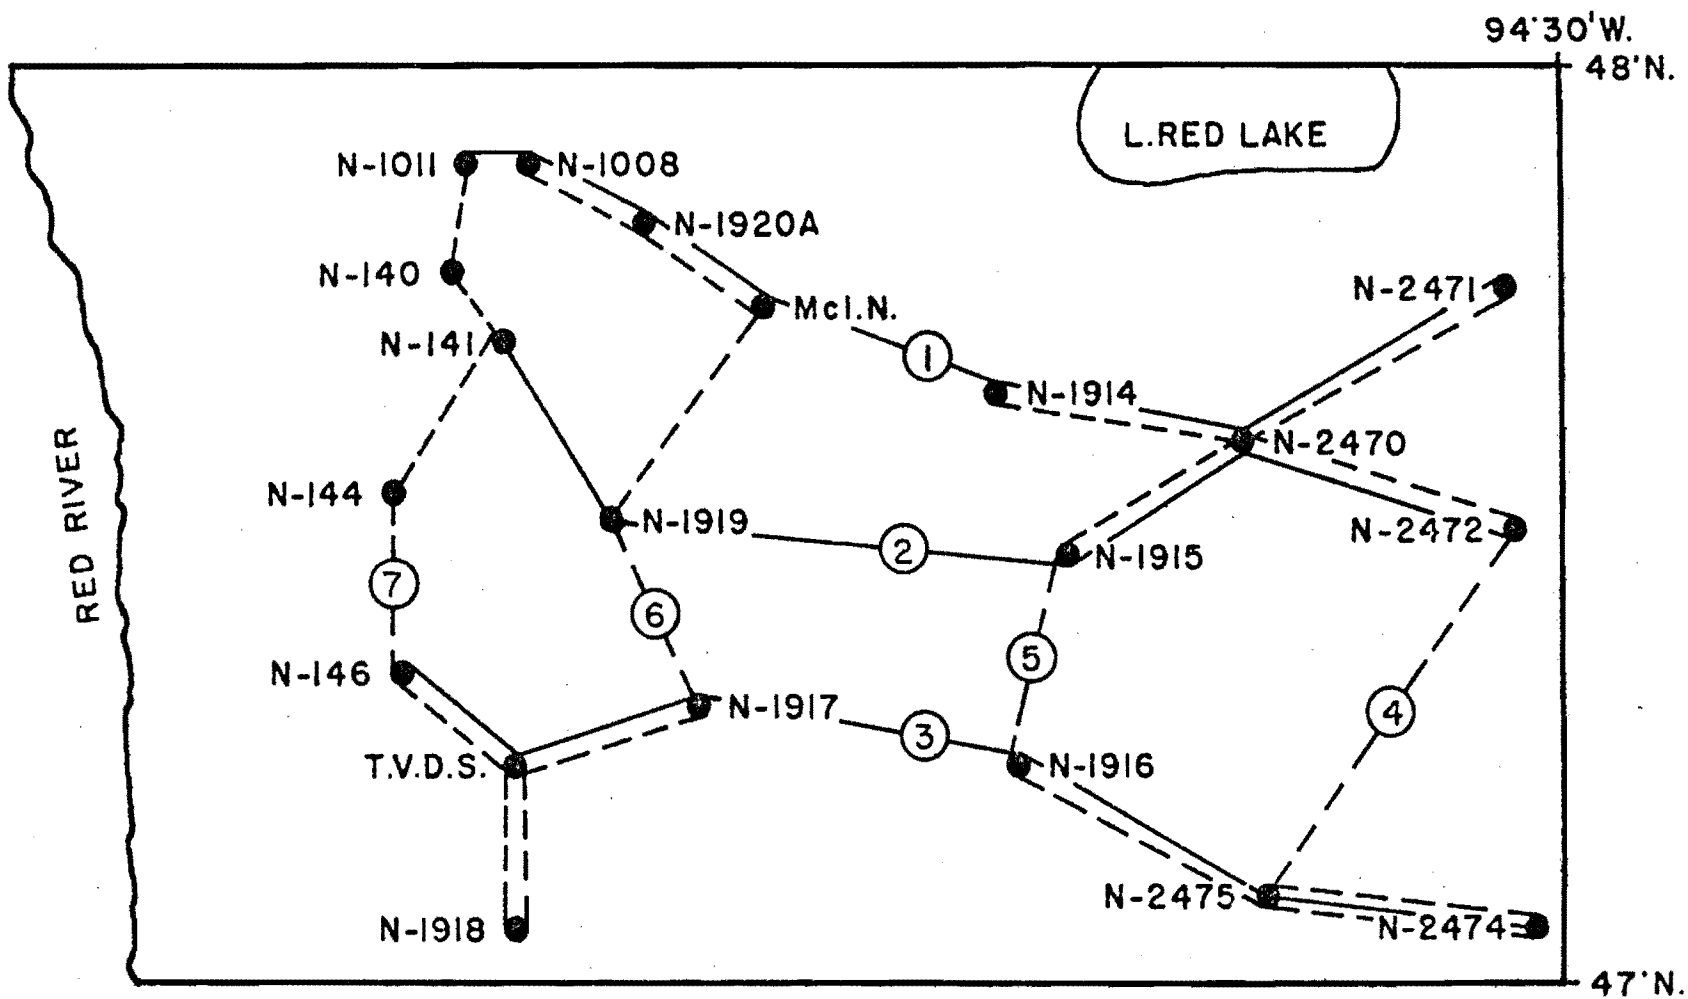 94°30'W.
48°N.
L.RED LAKE
N-1011
N-1008
N-1920A
N-140
N-2471
McI.N.
N-141
1
N-1914
N-2470
RED RIVER
N-144
N-1919
2
N-2472
N-1915
7
6
5
N-146
N-1917
3
4
T.V.D.S.
N-1916
N-2475
N-1918
N-2474
47°N.